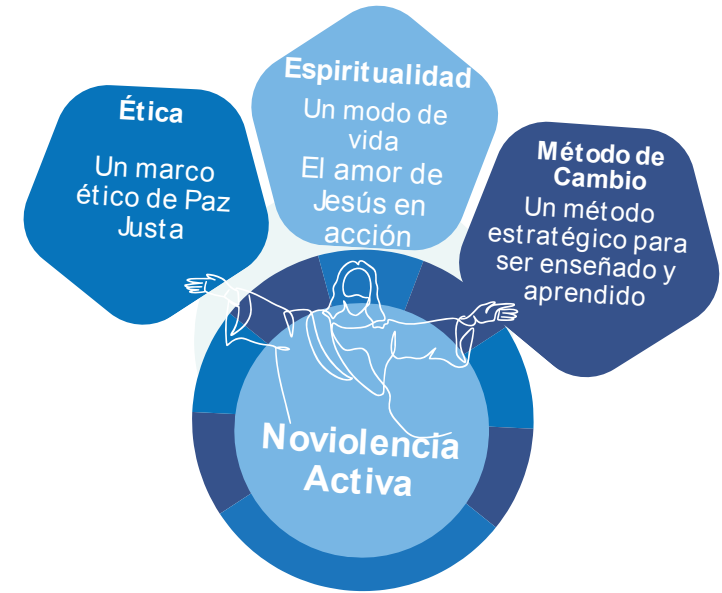 Ética
Un marco
ético de Paz
Justa
Espiritualidad
Un modo de
vida
El amor de
Jesús en
acción
Método de
Cambio
Un método
estratégico para
ser enseñado y
aprendido
Noviolencia
Activa